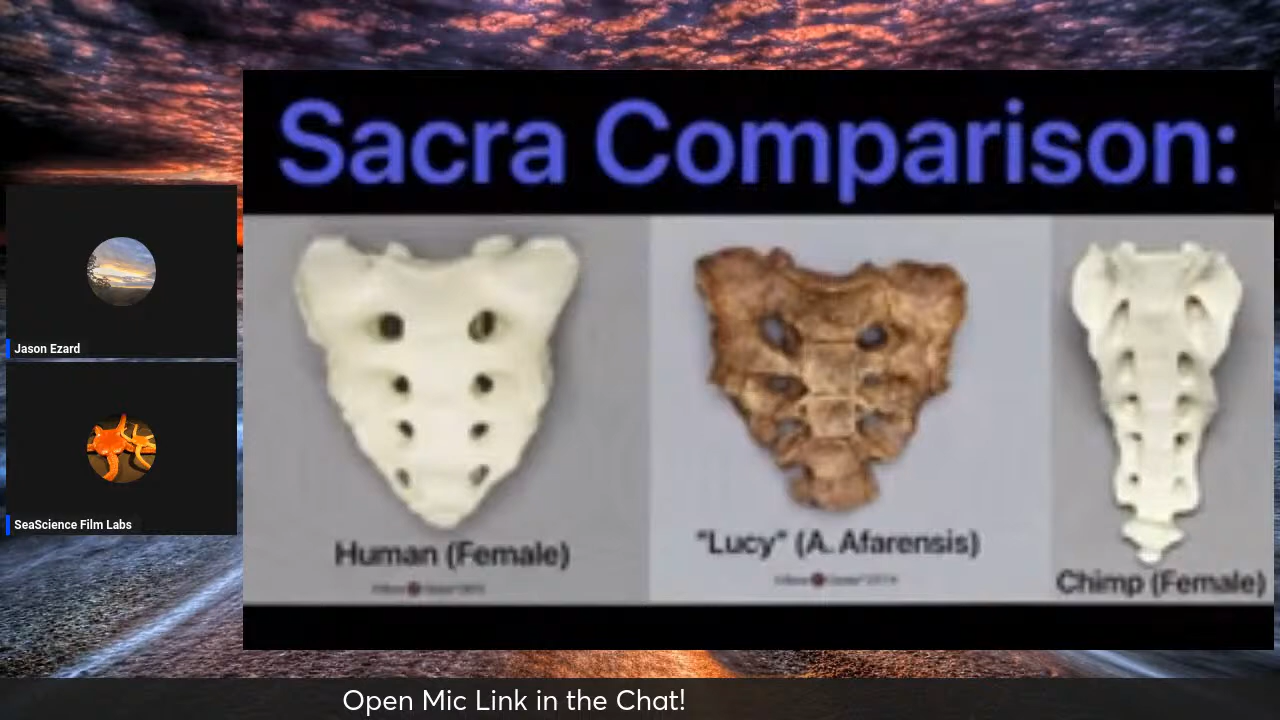 Sacra Comparison:
Jason Ezard
SeaScience Film Labs
Human (Female)
"Lucy" (A. Afarensis)
Chimp (Female)
Open Mic Link in the Chat!